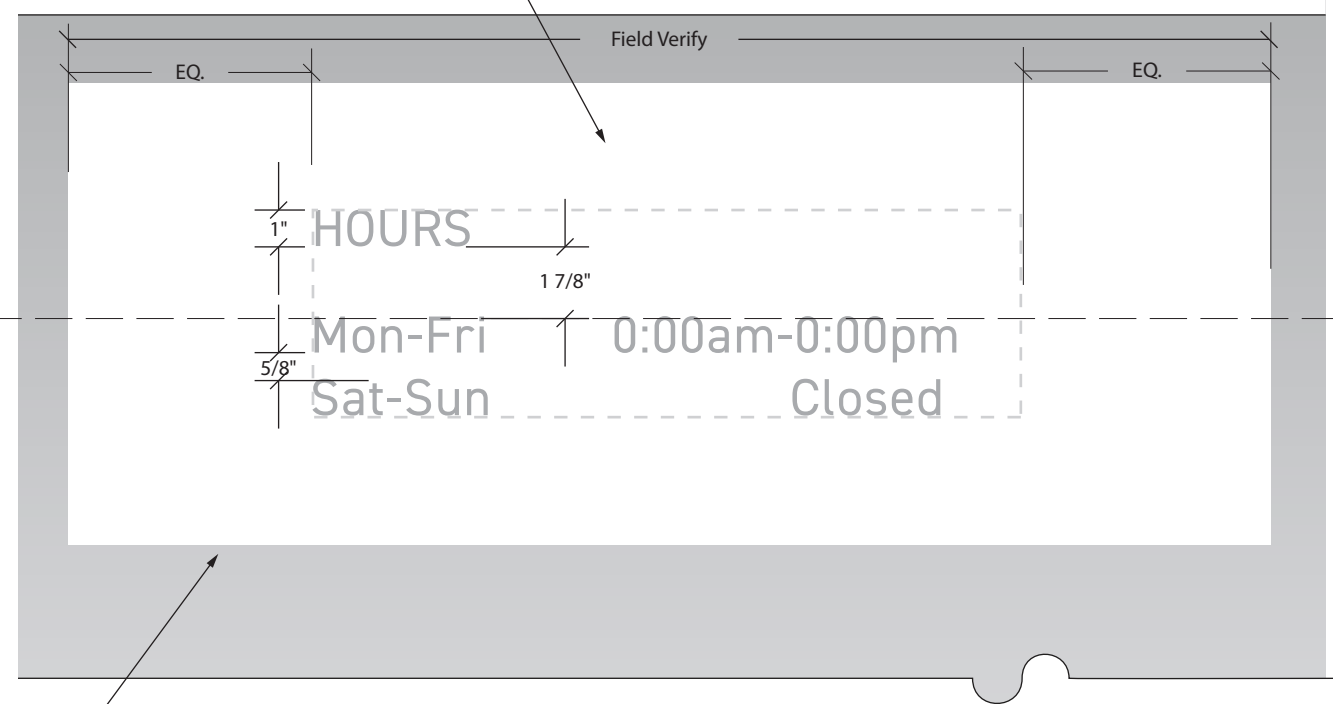 Field Verify
EQ. EQ.
1" HOURS
1 7/8"
Mon-Fri 0:00am-0:00pm
5/8"
Sat-Sun Closed